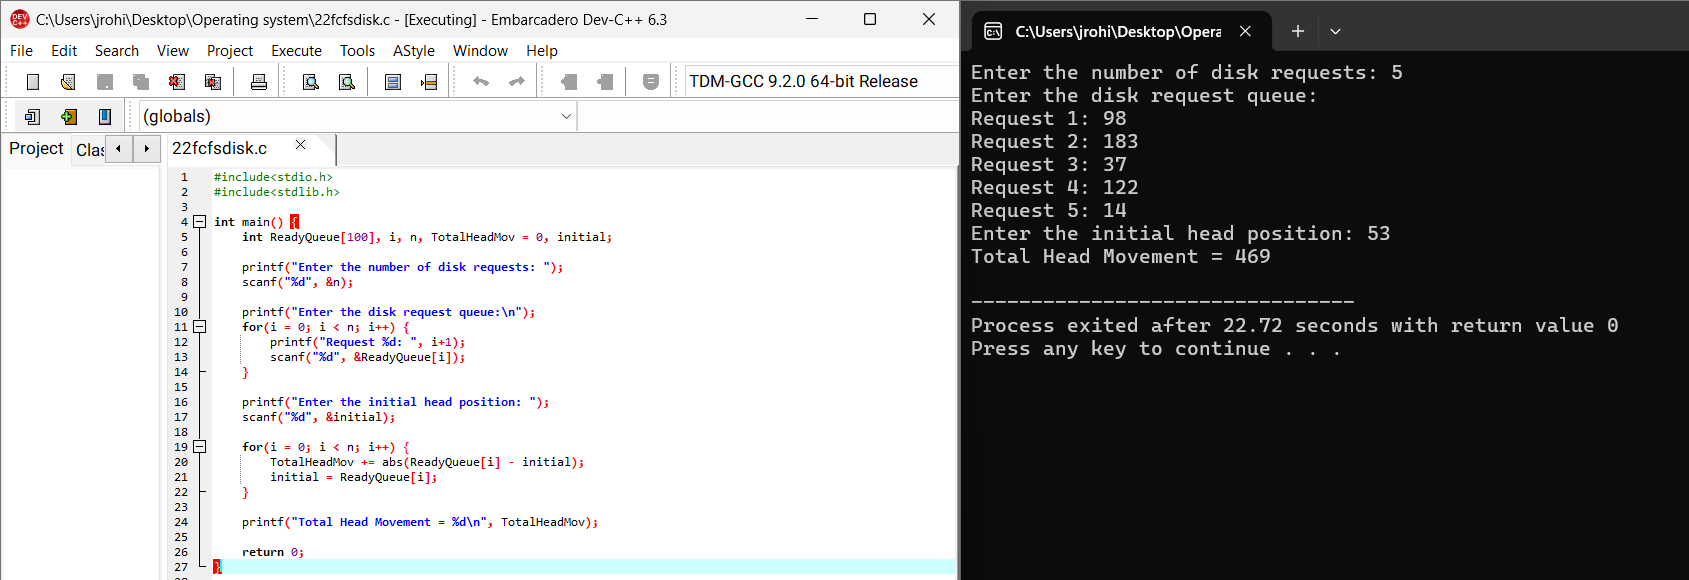 C:\Users\jrohi\Desktop\Operating system\22fcfsdisk.c - [Executing] - Embarcadero Dev-C++ 6.3
File Edit Search View Project Execute Tools AStyle Window Help
TDM-GCC 9.2.0 64-bit Release
(globals)
Project Clas 22fcfsdisk.c
1 #include<stdio.h>
2 #include<stdlib.h>
3
4 int main() {
5 int ReadyQueue[100], i, n, TotalHeadMov = 0, initial;
6
7 printf("Enter the number of disk requests: ");
8 scanf("%d", &n);
9
10 printf("Enter the disk request queue:\n");
11 for(i = 0; i < n; i++) {
12 printf("Request %d: ", i+1);
13 scanf("%d", &ReadyQueue[i]);
14 }
15
16 printf("Enter the initial head position: ");
17 scanf("%d", &initial);
18
19 for(i = 0; i < n; i++) {
20 TotalHeadMov += abs(ReadyQueue[i] - initial);
21 initial = ReadyQueue[i];
22 }
23
24 printf("Total Head Movement = %d\n", TotalHeadMov);
25
26 return 0;
27 }
C:\Users\jrohi\Desktop\Opera
Enter the number of disk requests: 5
Enter the disk request queue:
Request 1: 98
Request 2: 183
Request 3: 37
Request 4: 122
Request 5: 14
Enter the initial head position: 53
Total Head Movement = 469
--------------------------------
Process exited after 22.72 seconds with return value 0
Press any key to continue . . .